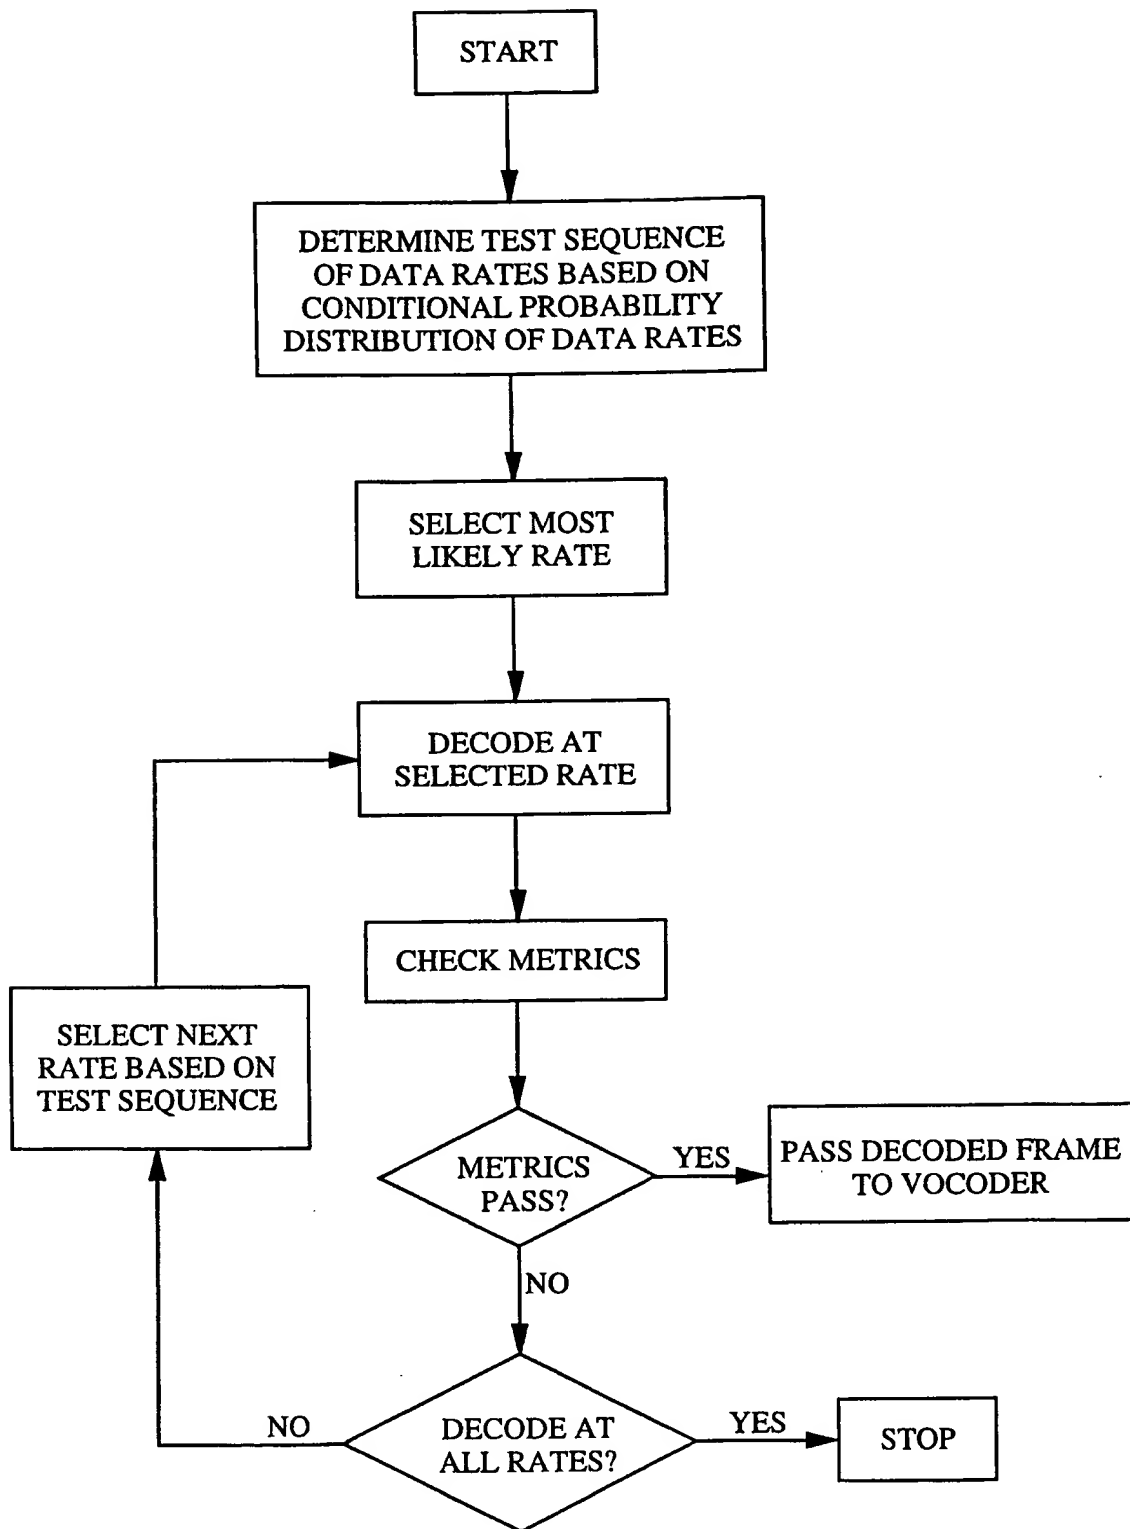 START
DETERMINE TEST SEQUENCE
OF DATA RATES BASED ON
CONDITIONAL PROBABILITY
DISTRIBUTION OF DATA RATES
SELECT MOST
LIKELY RATE
DECODE AT
SELECTED RATE
CHECK METRICS
SELECT NEXT
RATE BASED ON
TEST SEQUENCE
METRICS
PASS?
YES
PASS DECODED FRAME
TO VOCODER
NO
DECODE AT
ALL RATES?
NO
YES
STOP